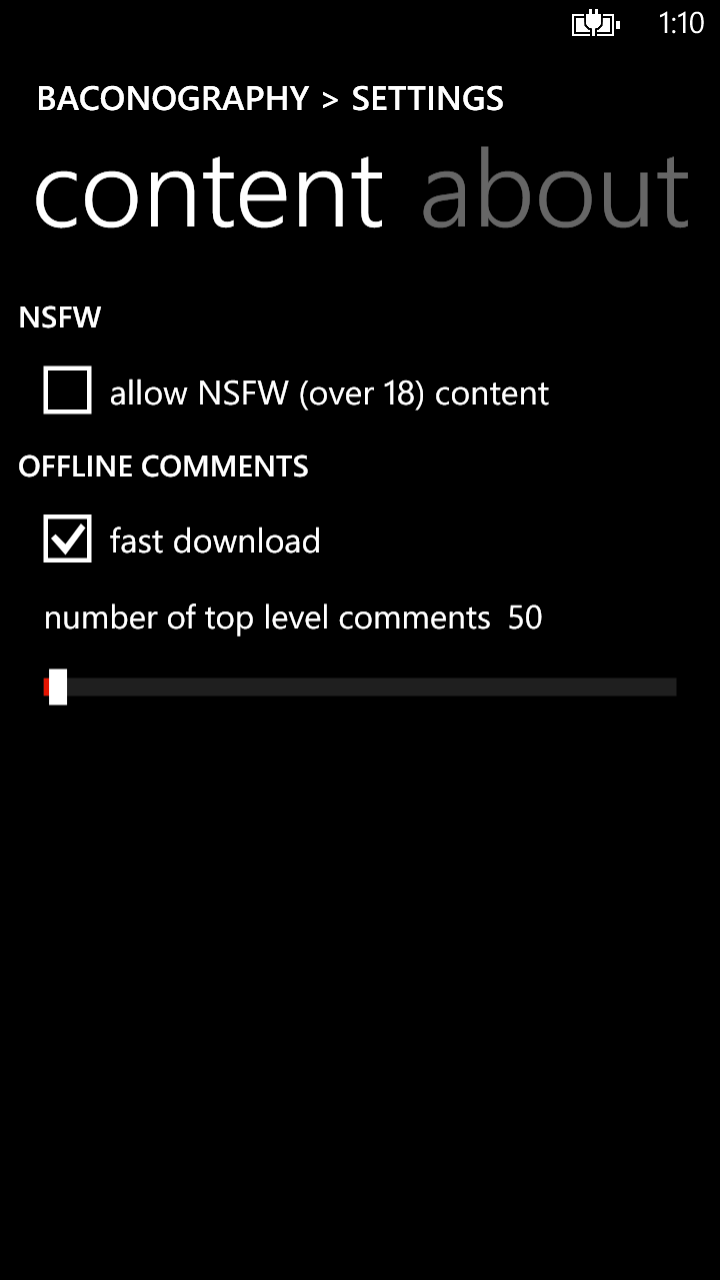 1:10
BACONOGRAPHY > SETTINGS
content about
NSFW
allow NSFW (over 18) content
OFFLINE COMMENTS
fast download
number of top level comments 50